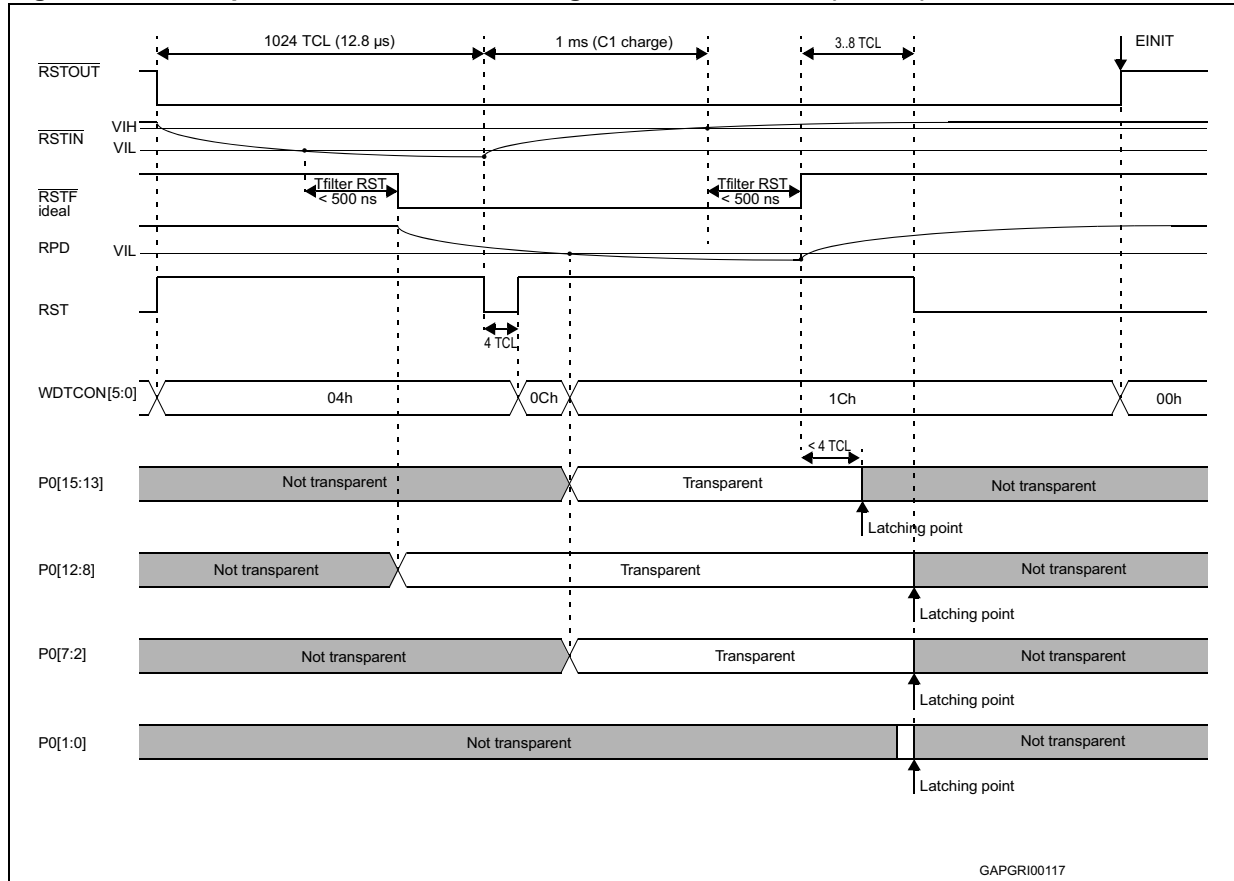 1024 TCL (12.8 µs)
1 ms (C1 charge)
3..8 TCL
EINIT
RSTOUT
RSTIN
VIH
VIL
Tfilter RST
< 500 ns
Tfilter RST
< 500 ns
RSTF
ideal
RPD
VIL
RST
4 TCL
WDTCON[5:0]
04h
0Ch
1Ch
00h
< 4 TCL
P0[15:13]
Not transparent
Transparent
Not transparent
Latching point
P0[12:8]
Not transparent
Transparent
Not transparent
Latching point
P0[7:2]
Not transparent
Transparent
Not transparent
Latching point
P0[1:0]
Not transparent
Not transparent
Latching point
GAPGRI00117